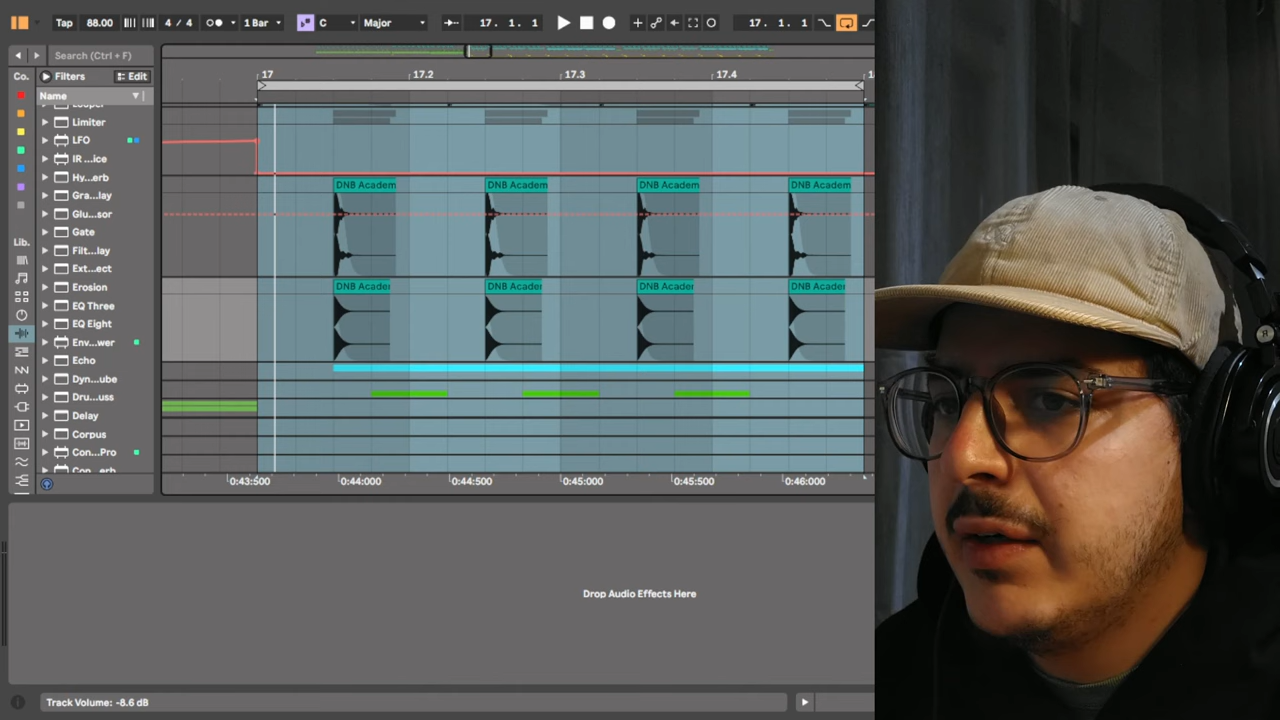 Tap 88.00 4 / 4 1 Bar C Major 17. 1. 1 17. 1. 1
Search (Ctrl + F)
Co. Filters Edit
Name
Limiter
LFO
IR ...ice
Hy...erb
Gra...lay
Glu...sor
Gate
Filt...lay
Ext...ect
Erosion
EQ Three
EQ Eight
Env...wer
Echo
Dyn...ube
Dru...uss
Delay
Corpus
Con...Pro
Lib.
17 17.2 17.3 17.4
DNB Academ DNB Academ DNB Academ DNB Academ
DNB Acader DNB Acader DNB Acader DNB Acader
0:43:500 0:44:000 0:44:500 0:45:000 0:45:500 0:46:000
Drop Audio Effects Here
Track Volume: -8.6 dB